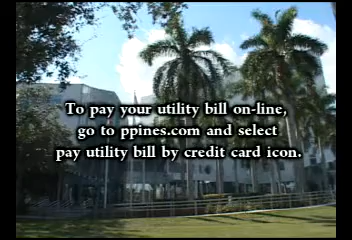 To pay your utility bill on-line,
go to ppines.com and select
pay utility bill by credit card icon.